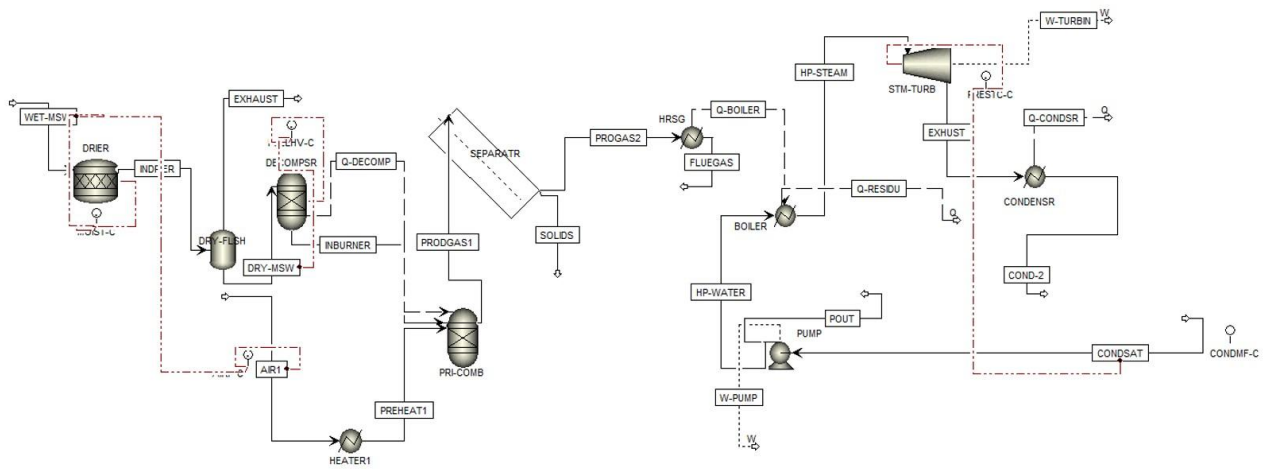 W-TURBIN
W
HP-STEAM
STM-TURB
EXHAUST
WET-MSW
Q-BOILER
Q-CONDSR
Q
HRSG
EXHUST
DRIER
Q-DECOMP
SEPARATR
PROGAS2
INDRIER
FLUEGAS
Q-RESIDU
Q
CONDENSR
BOILER
DRY-FLSH
INBURNER
PRODGAS1
SOLIDS
DRY-MSW
COND-2
HP-WATER
POUT
PUMP
CONDSAT
CONDMF-C
AIR1
PRI-COMB
W-PUMP
PREHEAT1
W
HEATER1